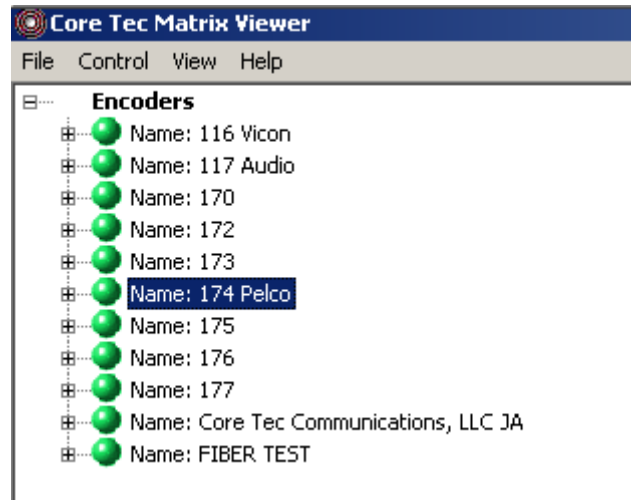 Core Tec Matrix Viewer
File Control View Help
Encoders
Name: 116 Vicon
Name: 117 Audio
Name: 170
Name: 172
Name: 173
Name: 174 Pelco
Name: 175
Name: 176
Name: 177
Name: Core Tec Communications, LLC JA
Name: FIBER TEST